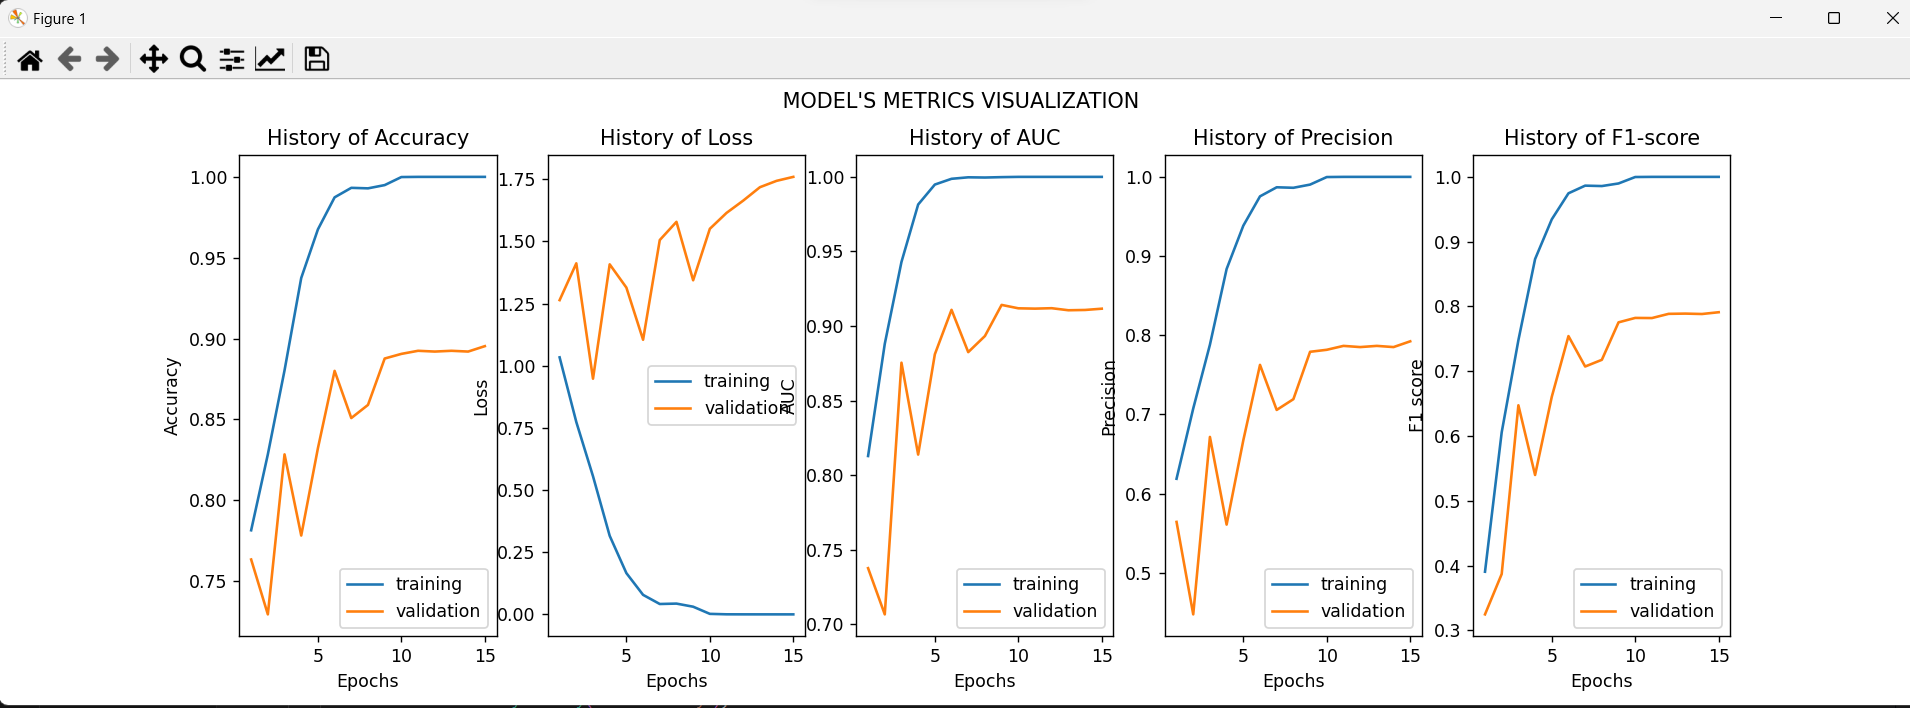 Figure 1
MODEL'S METRICS VISUALIZATION
History of Accuracy
1.00
0.95
0.90
0.85
0.80
0.75
Accuracy
5 10 15
Epochs
training
validation
History of Loss
1.75
1.50
1.25
1.00
0.75
0.50
0.25
0.00
Loss
5 10 15
Epochs
training
validation
History of AUC
1.00
0.95
0.90
0.85
0.80
0.75
0.70
AUC
5 10 15
Epochs
training
validation
History of Precision
1.0
0.9
0.8
0.7
0.6
0.5
Precision
5 10 15
Epochs
training
validation
History of F1-score
1.0
0.9
0.8
0.7
0.6
0.5
0.4
0.3
F1 score
5 10 15
Epochs
training
validation